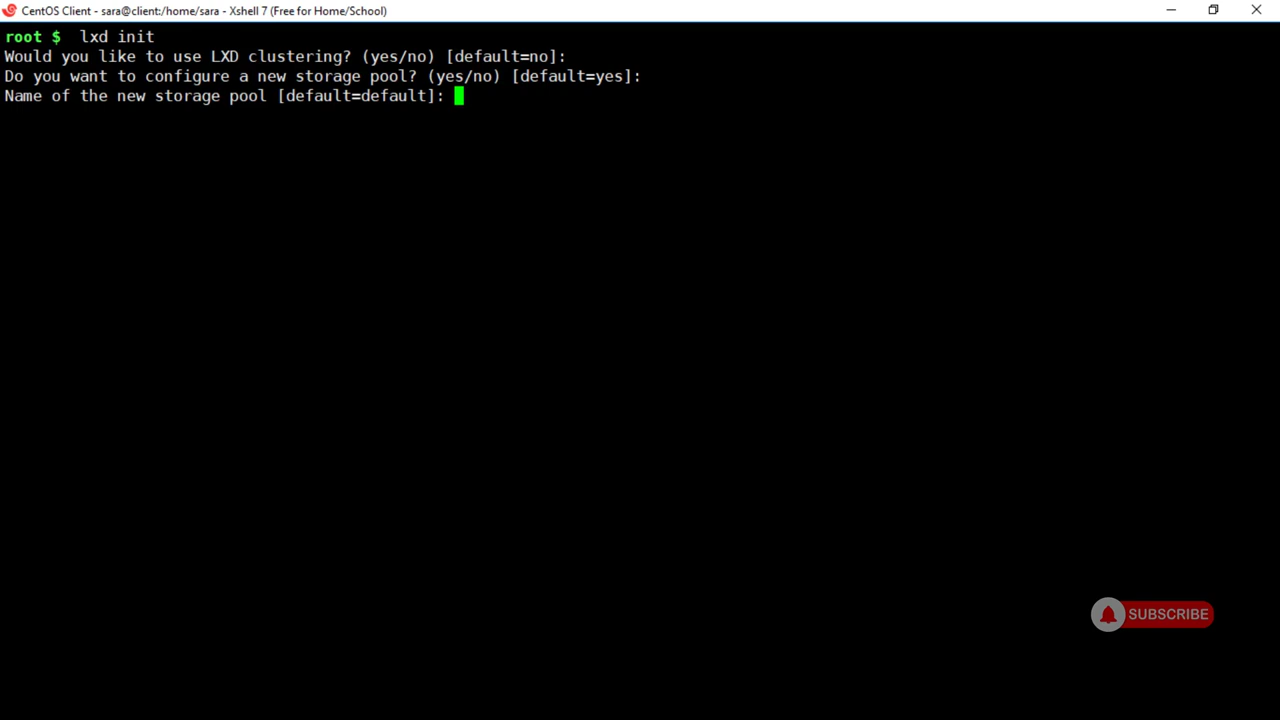 CentOS Client - sara@client:/home/sara - Xshell 7 (Free for Home/School)
root $  lxd init
Would you like to use LXD clustering? (yes/no) [default=no]:
Do you want to configure a new storage pool? (yes/no) [default=yes]:
Name of the new storage pool [default=default]:
SUBSCRIBE